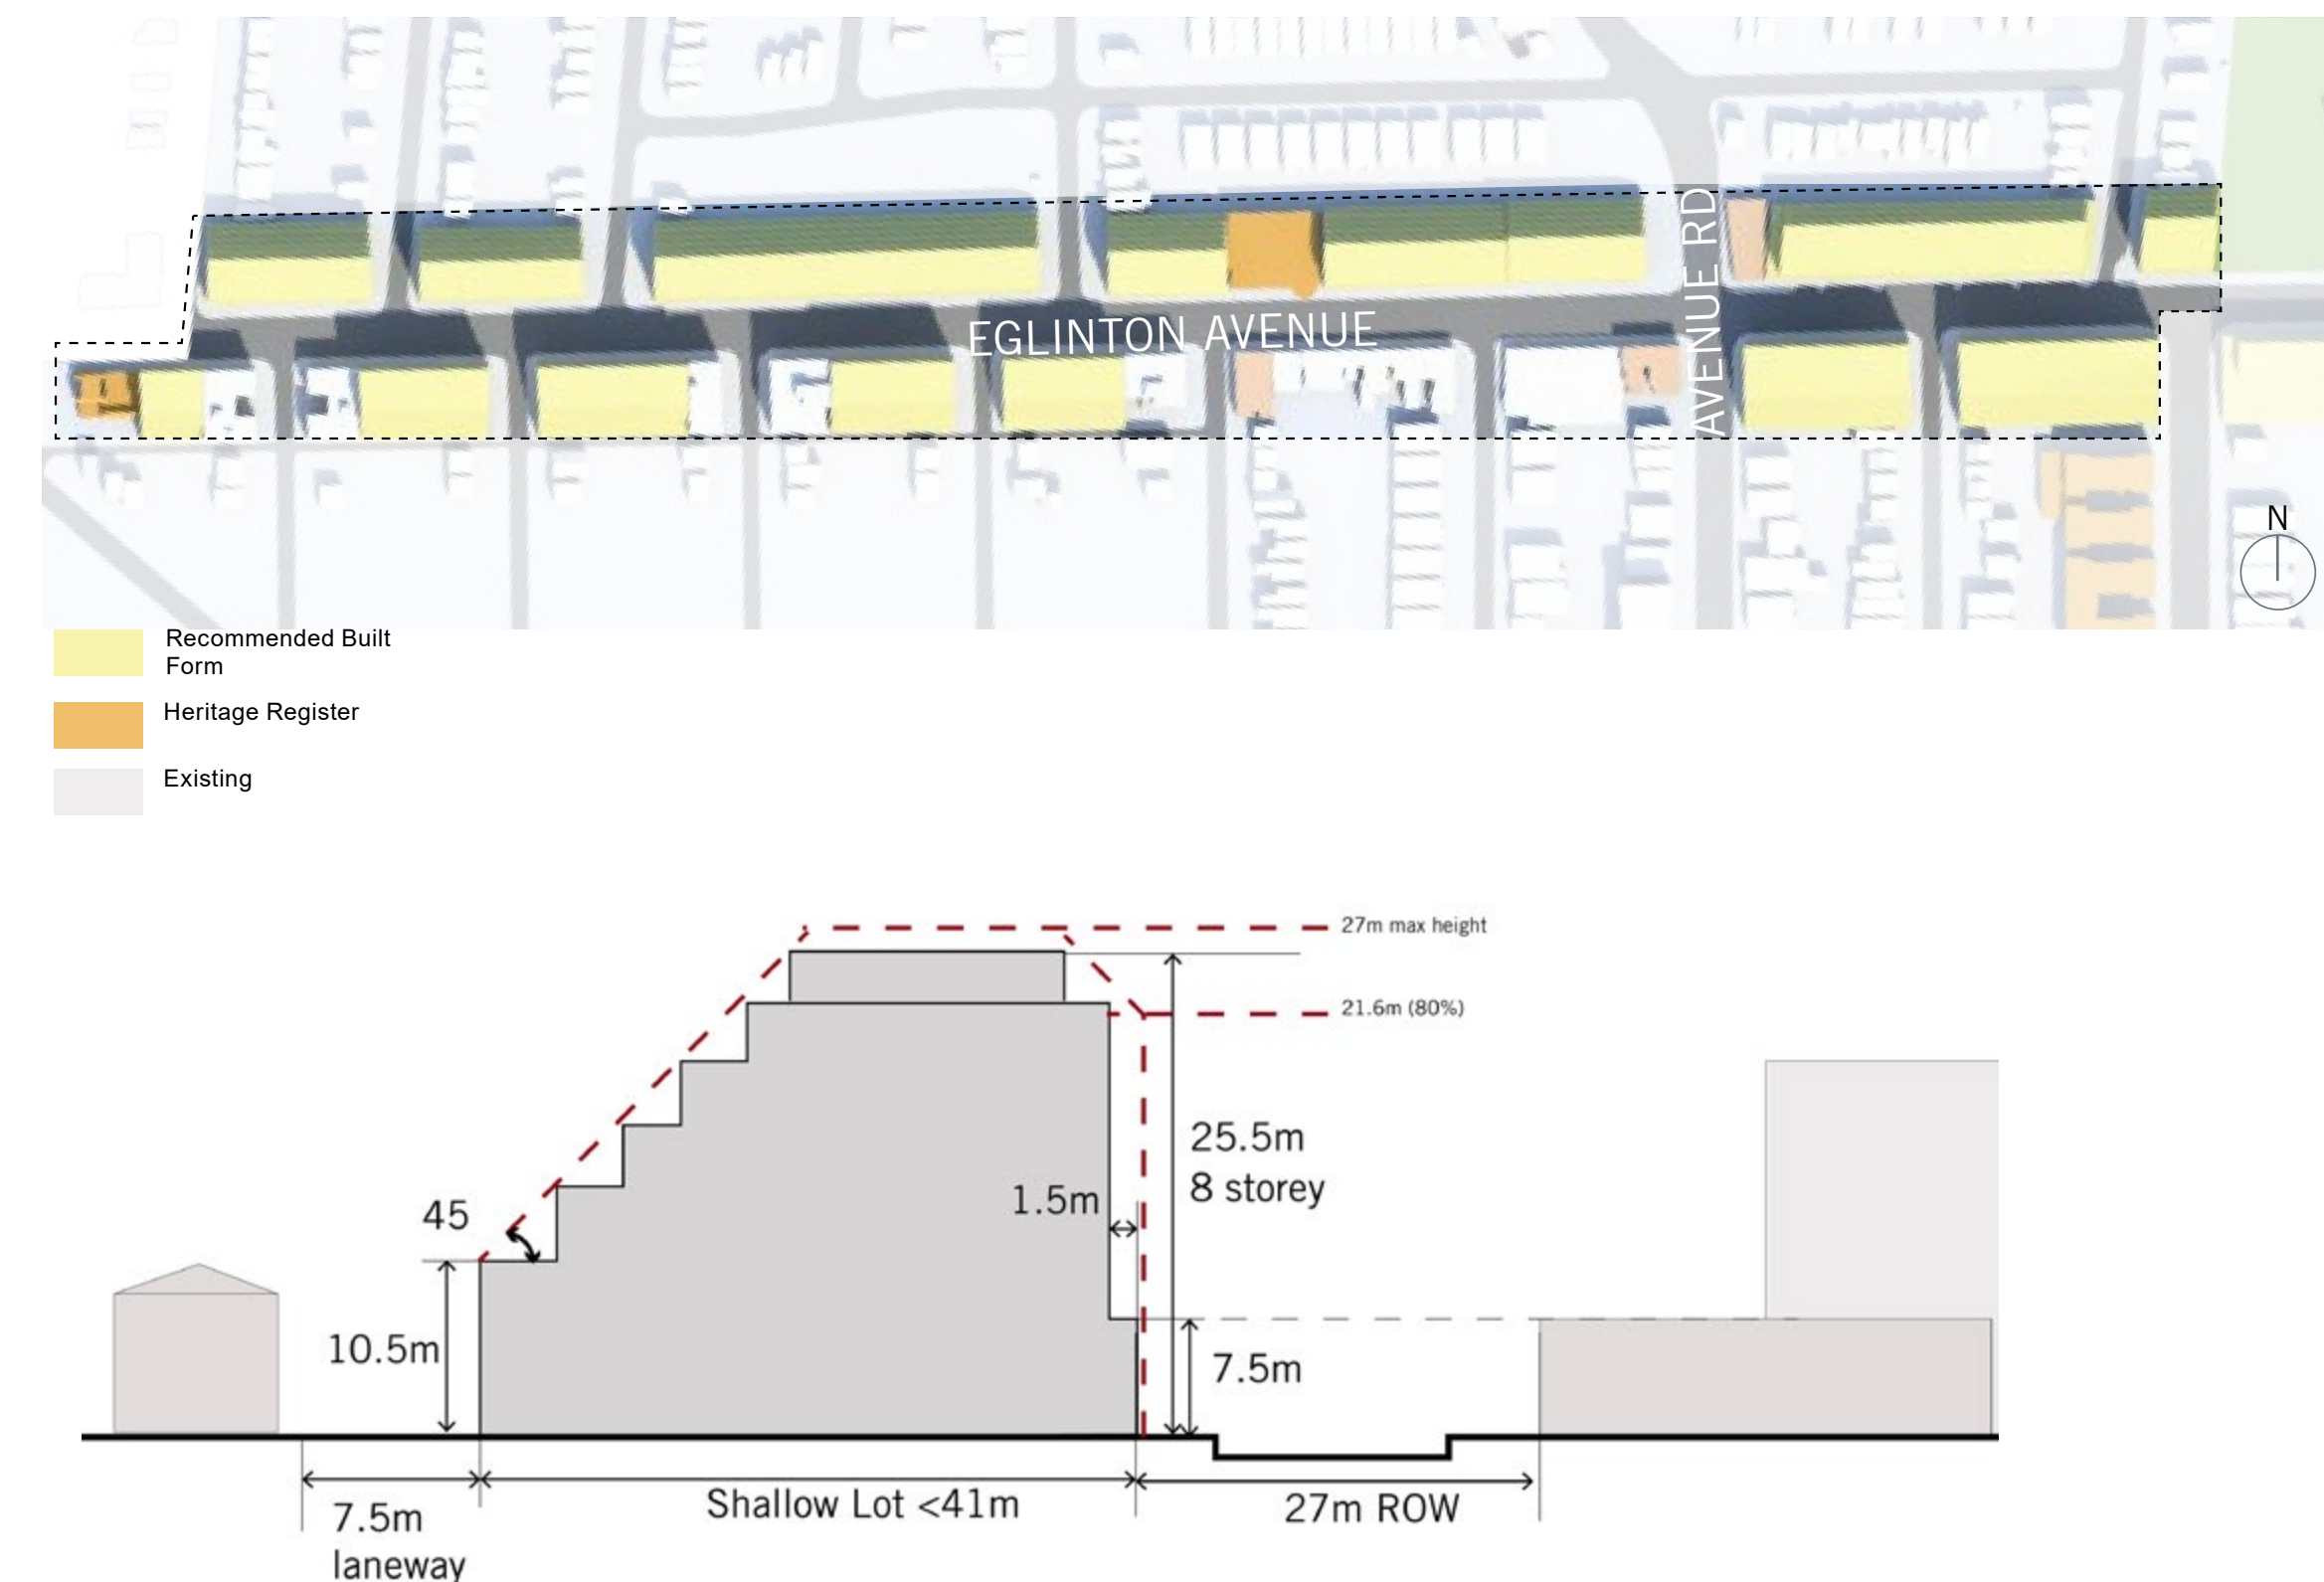 EGLINTON AVENUE
AVENUE RD
N
Recommended Built
Form
Heritage Register
Existing
27m max height
21.6m (80%)
25.5m
8 storey
1.5m
45
10.5m
7.5m
Shallow Lot <41m
27m ROW
7.5m
laneway